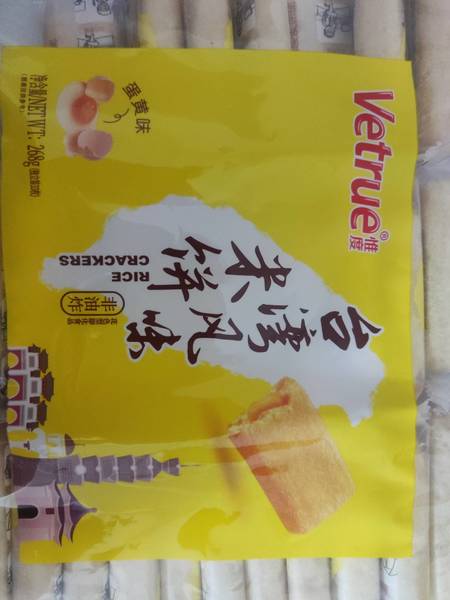 Vetrue®
惟度
台湾风味
米饼
RICE
CRACKERS
非油炸
蛋黄味
净含量/NET WT: 268g